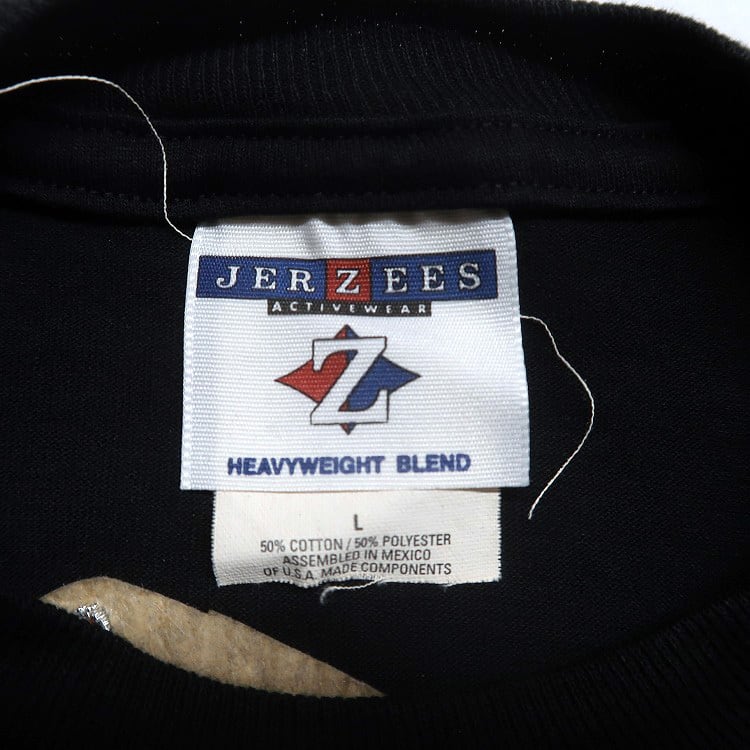 JERZEES
ACTIVEWEAR
Z
HEAVYWEIGHT BLEND
L
50% COTTON / 50% POLYESTER
ASSEMBLED IN MEXICO
OF U.S.A. MADE COMPONENTS